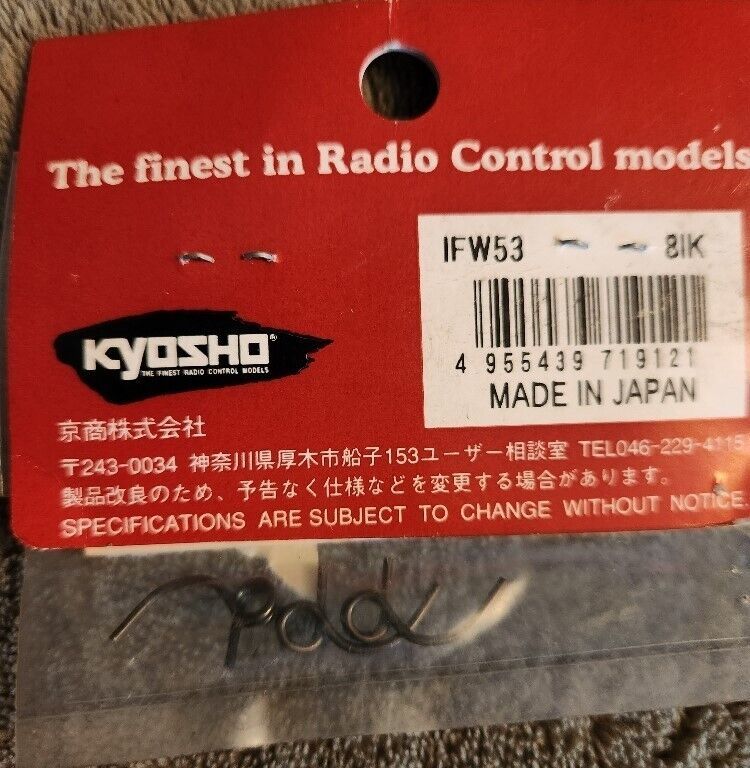 The finest in Radio Control models
IFW53 8IK
4 955439 719121
MADE IN JAPAN
KYOSHO®
THE FINEST RADIO CONTROL MODELS
京商株式会社
〒243-0034 神奈川県厚木市船子153ユーザー相談室 TEL046-229-4115
製品改良のため、予告なく仕様などを変更する場合があります。
SPECIFICATIONS ARE SUBJECT TO CHANGE WITHOUT NOTICE